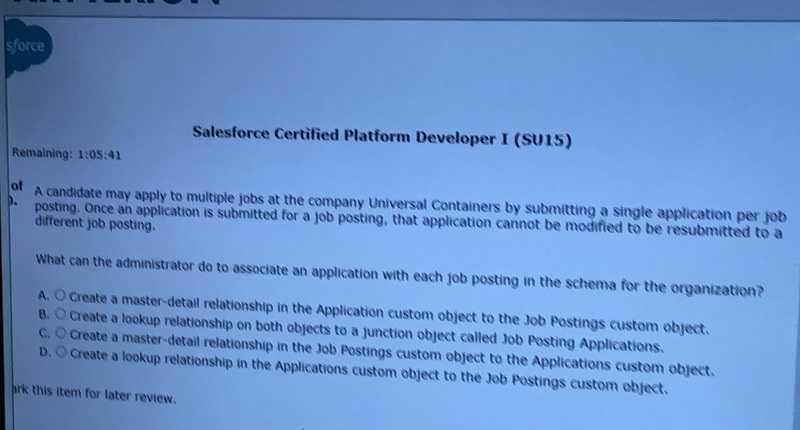 sforce
Salesforce Certified Platform Developer I (SU15)
Remaining: 1:05:41
of
A candidate may apply to multiple jobs at the company Universal Containers by submitting a single application per job
posting. Once an application is submitted for a job posting, that application cannot be modified to be resubmitted to a
different job posting.
What can the administrator do to associate an application with each job posting in the schema for the organization?
A. Create a master-detail relationship in the Application custom object to the Job Postings custom object.
B. Create a lookup relationship on both objects to a junction object called Job Posting Applications.
C. Create a master-detail relationship in the Job Postings custom object to the Applications custom object.
D. Create a lookup relationship in the Applications custom object to the Job Postings custom object.
ark this item for later review.